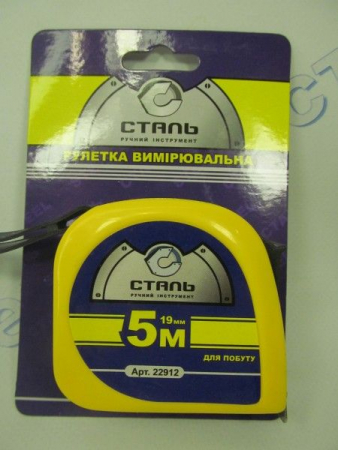 СТАЛЬ
РУЧНИЙ ІНСТРУМЕНТ
РУЛЕТКА ВИМІРЮВАЛЬНА
СТАЛЬ
РУЧНИЙ ІНСТРУМЕНТ
19мм
5м
ДЛЯ ПОБУТУ
Арт. 22912